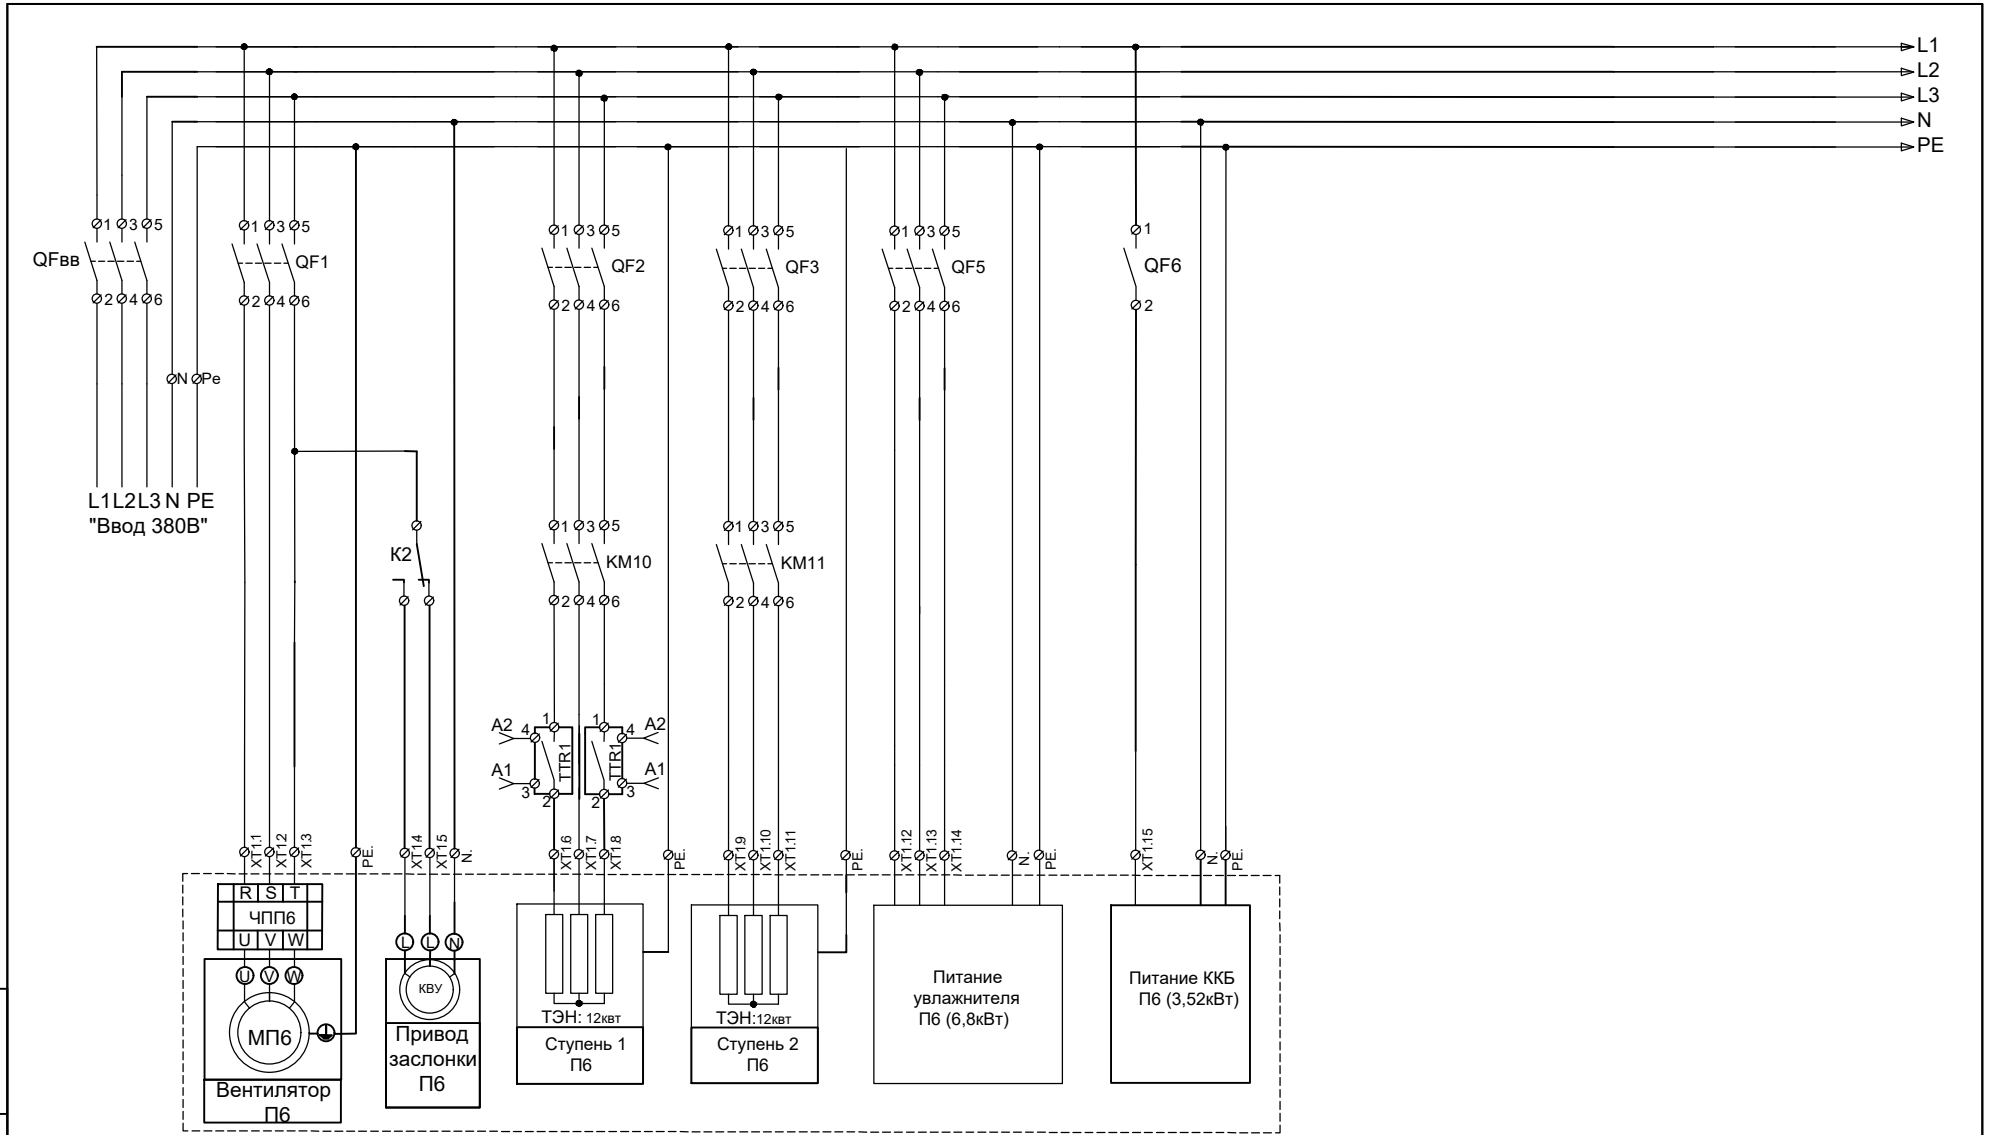 L1
L2
L3
N
PE
1 3 5
QFвв
2 4 6
N Pe
L1 L2 L3 N PE
"Ввод 380В"
1 3 5
QF1
2 4 6
1 3 5
QF2
2 4 6
1 3 5
QF3
2 4 6
1 3 5
QF5
2 4 6
1
QF6
2
K2
1 3 5
KM10
2 4 6
1 3 5
KM11
2 4 6
A2 4 1
TTR1
A1 3 2
1 4 A2
TTR1
2 3 A1
XT1.1 XT1.2 XT1.3 PE. XT1.4 XT1.5 N. XT1.6 XT1.7 XT1.8 PE. XT1.9 XT1.10 XT1.11 PE. XT1.12 XT1.13 XT1.14 N. PE. XT1.15 N. PE.
R S T
ЧПП6
U V W
U V W
МП6
Вентилятор
П6
L L N
КВУ
Привод
заслонки
П6
ТЭН: 12квт
Ступень 1
П6
ТЭН:12квт
Ступень 2
П6
Питание
увлажнителя
П6 (6,8кВт)
Питание ККБ
П6 (3,52кВт)